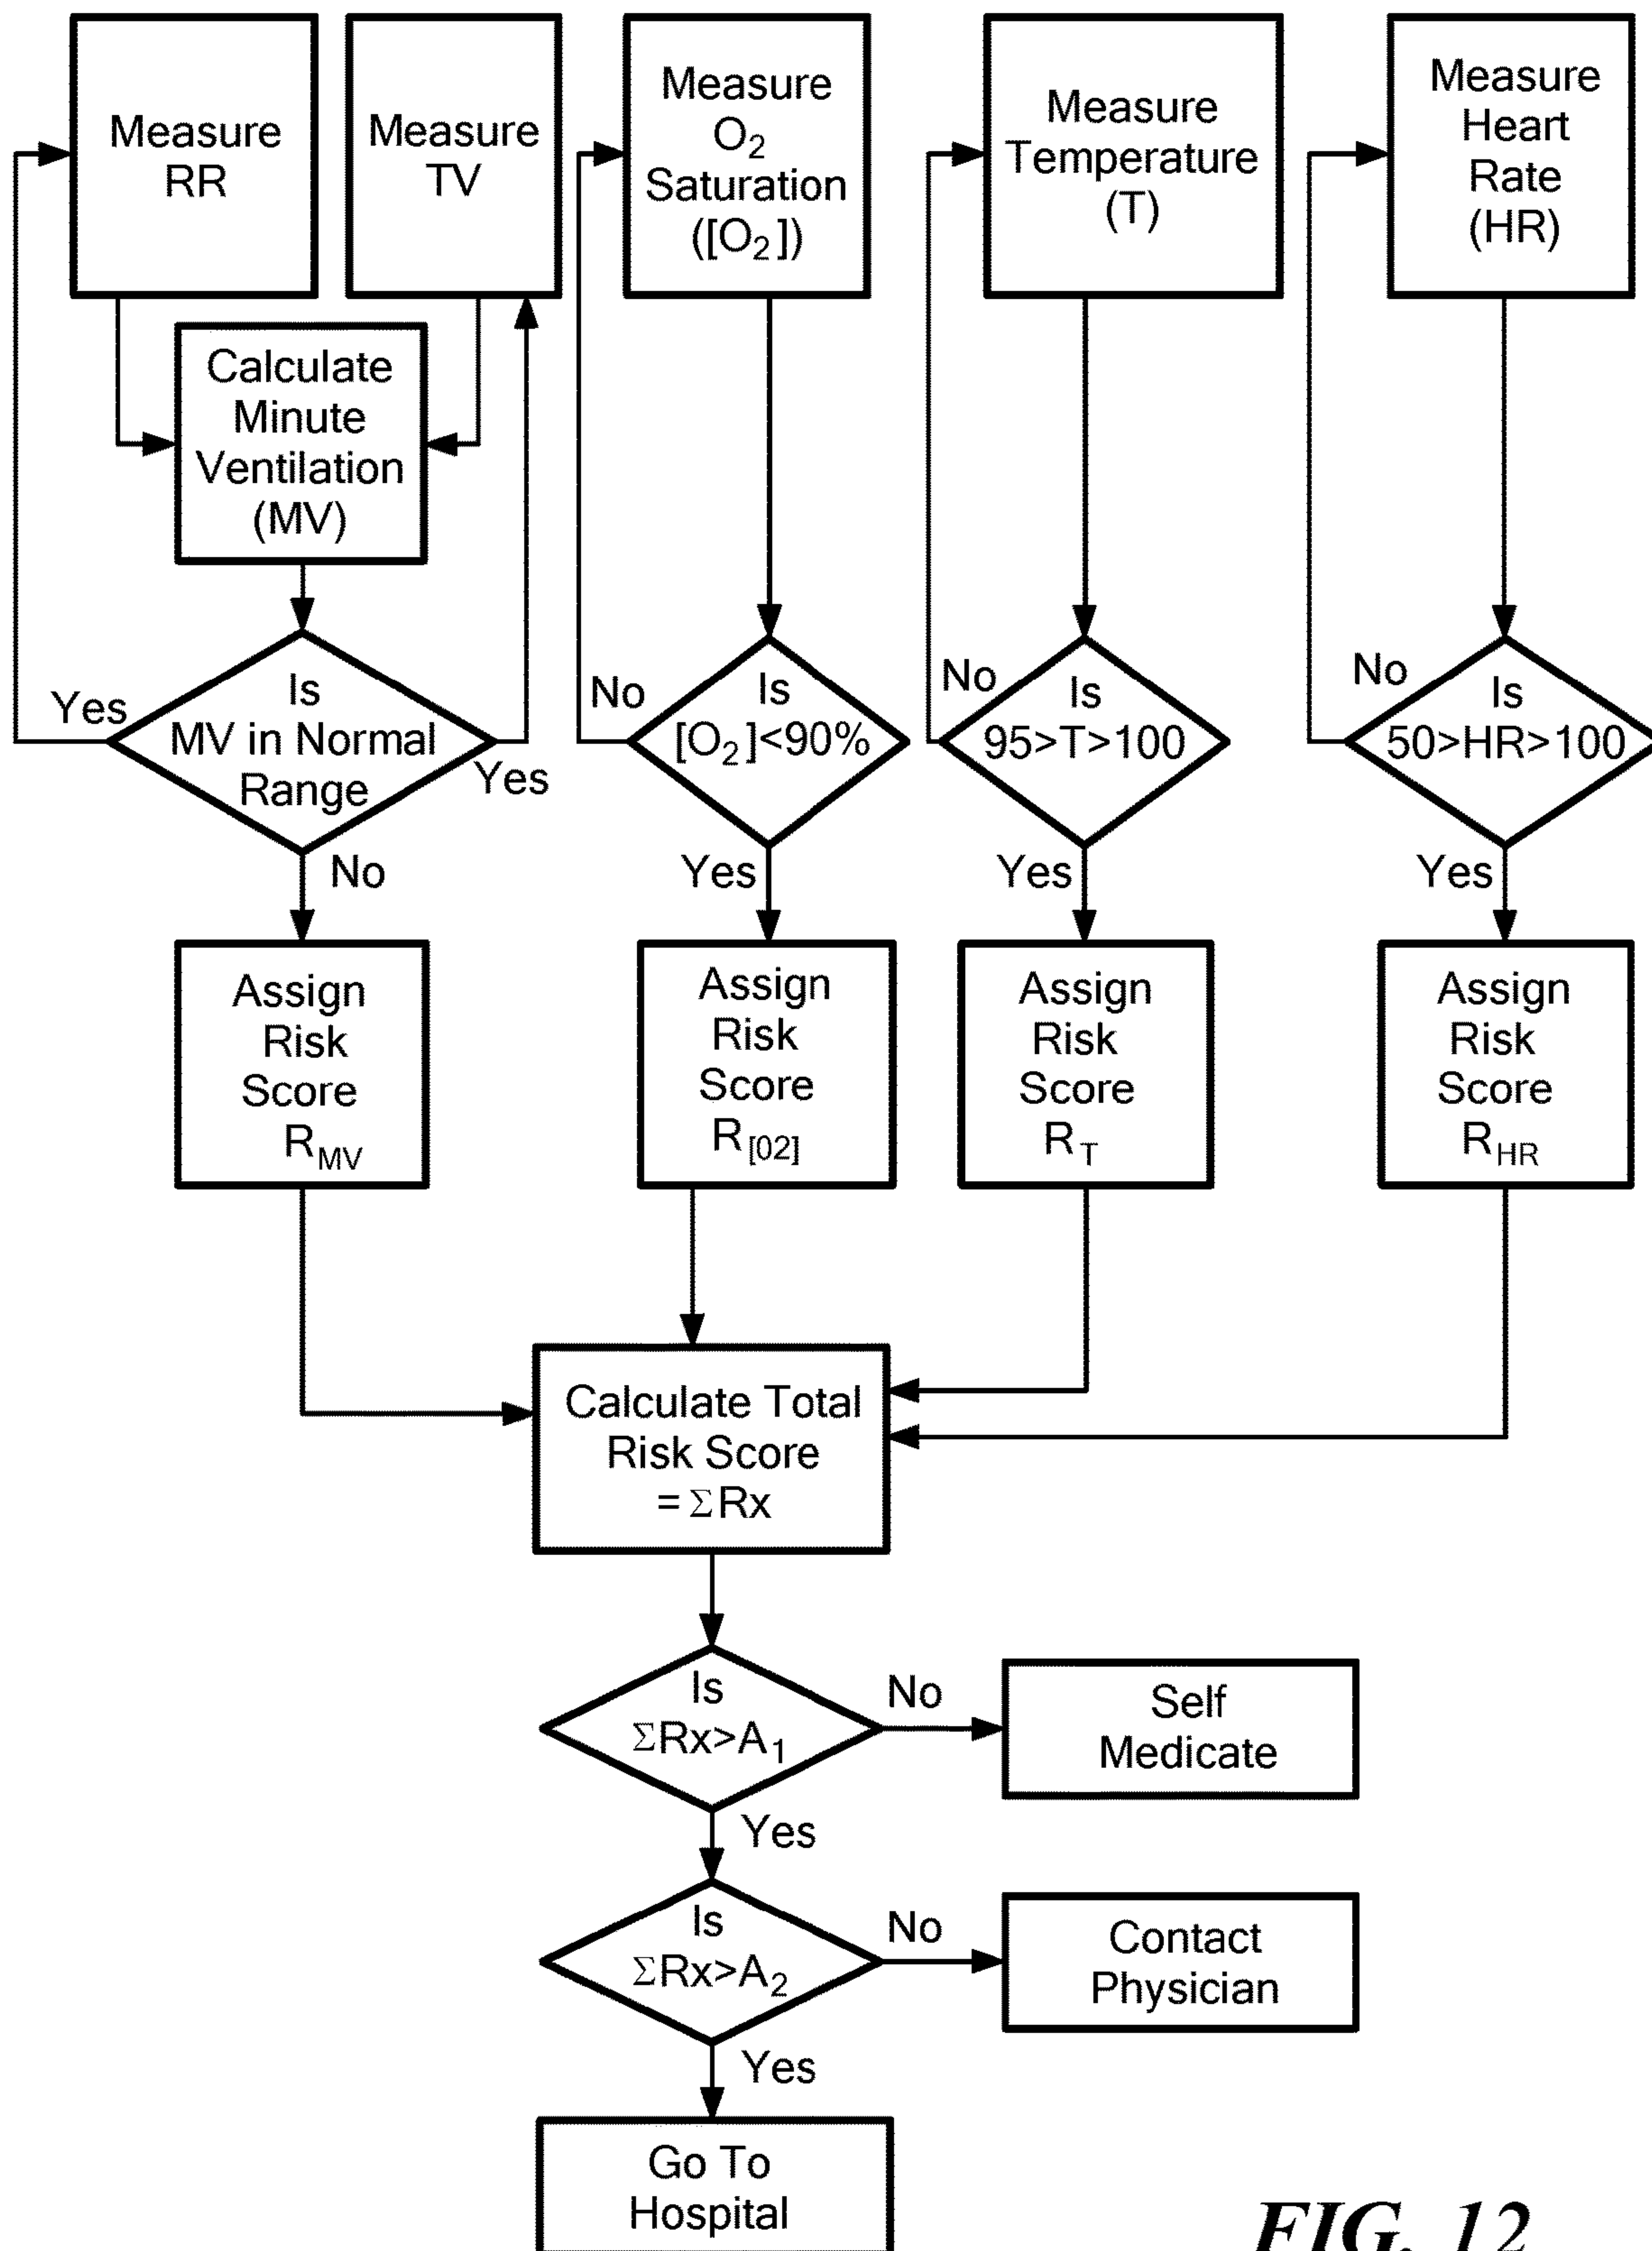 Measure
RR
Measure
TV
Measure
O₂
Saturation
([O₂])
Measure
Temperature
(T)
Measure
Heart
Rate
(HR)
Calculate
Minute
Ventilation
(MV)
Yes
Is
MV in Normal
Range
Yes
No
No
Is
[O₂]<90%
Yes
No
Is
95>T>100
Yes
No
Is
50>HR>100
Yes
Assign
Risk
Score
R_MV
Assign
Risk
Score
R_[02]
Assign
Risk
Score
R_T
Assign
Risk
Score
R_HR
Calculate Total
Risk Score
= ΣRx
Is
ΣRx>A₁
No
Self
Medicate
Yes
Is
ΣRx>A₂
No
Contact
Physician
Yes
Go To
Hospital
FIG. 12